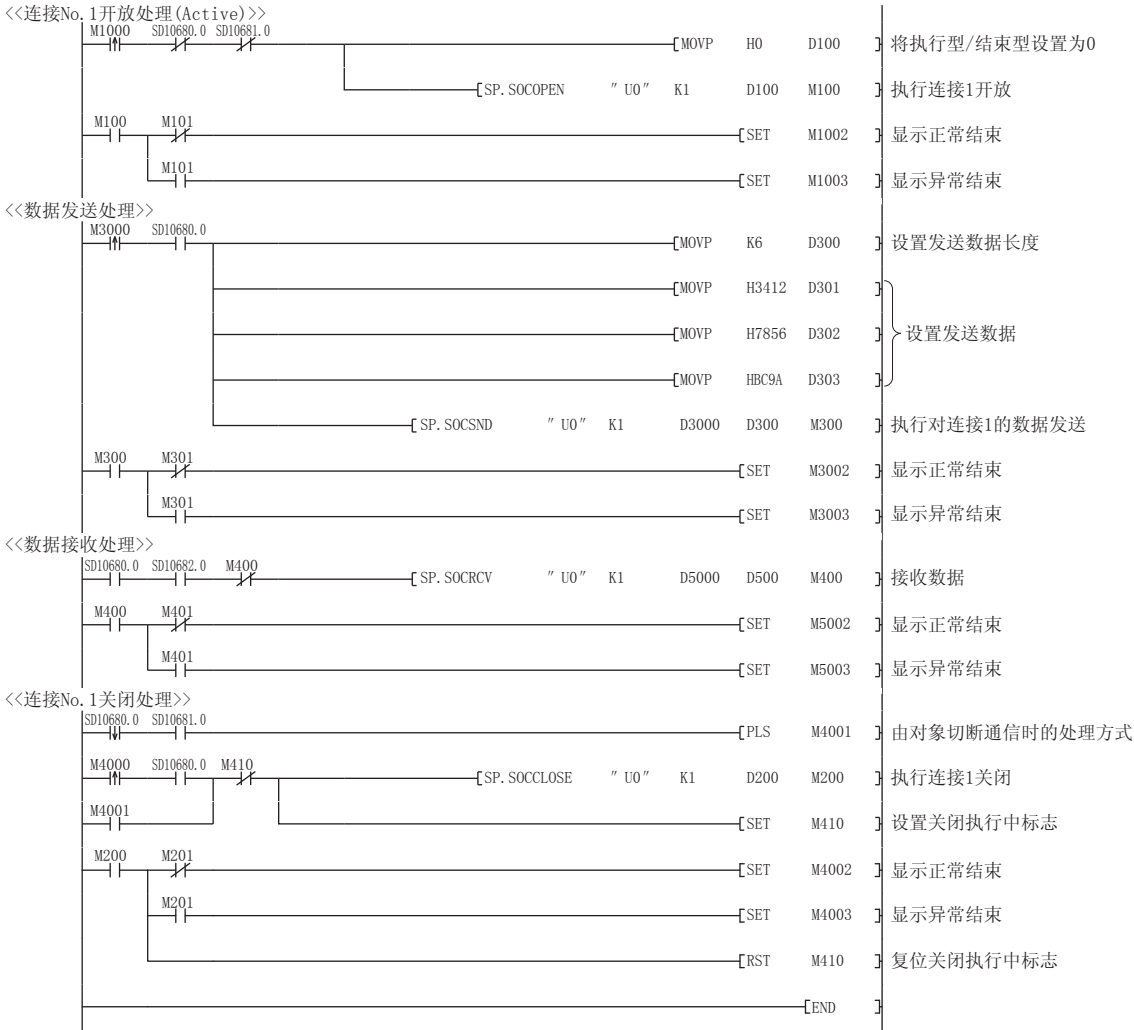 <<连接No.1开放处理(Active)>>
M1000 SD10680.0 SD10681.0
MOVP H0 D100 将执行型/结束型设置为0
SP.SOCOPEN "U0" K1 D100 M100 执行连接1开放
M100 M101
SET M1002 显示正常结束
M101
SET M1003 显示异常结束
<<数据发送处理>>
M3000 SD10680.0
MOVP K6 D300 设置发送数据长度
MOVP H3412 D301
MOVP H7856 D302 设置发送数据
MOVP HBC9A D303
SP.SOCSND "U0" K1 D3000 D300 M300 执行对连接1的数据发送
M300 M301
SET M3002 显示正常结束
M301
SET M3003 显示异常结束
<<数据接收处理>>
SD10680.0 SD10682.0 M400
SP.SOCRCV "U0" K1 D5000 D500 M400 接收数据
M400 M401
SET M5002 显示正常结束
M401
SET M5003 显示异常结束
<<连接No.1关闭处理>>
SD10680.0 SD10681.0
PLS M4001 由对象切断通信时的处理方式
M4000 SD10680.0 M410
SP.SOCCLOSE "U0" K1 D200 M200 执行连接1关闭
M4001
SET M410 设置关闭执行中标志
M200 M201
SET M4002 显示正常结束
M201
SET M4003 显示异常结束
RST M410 复位关闭执行中标志
END